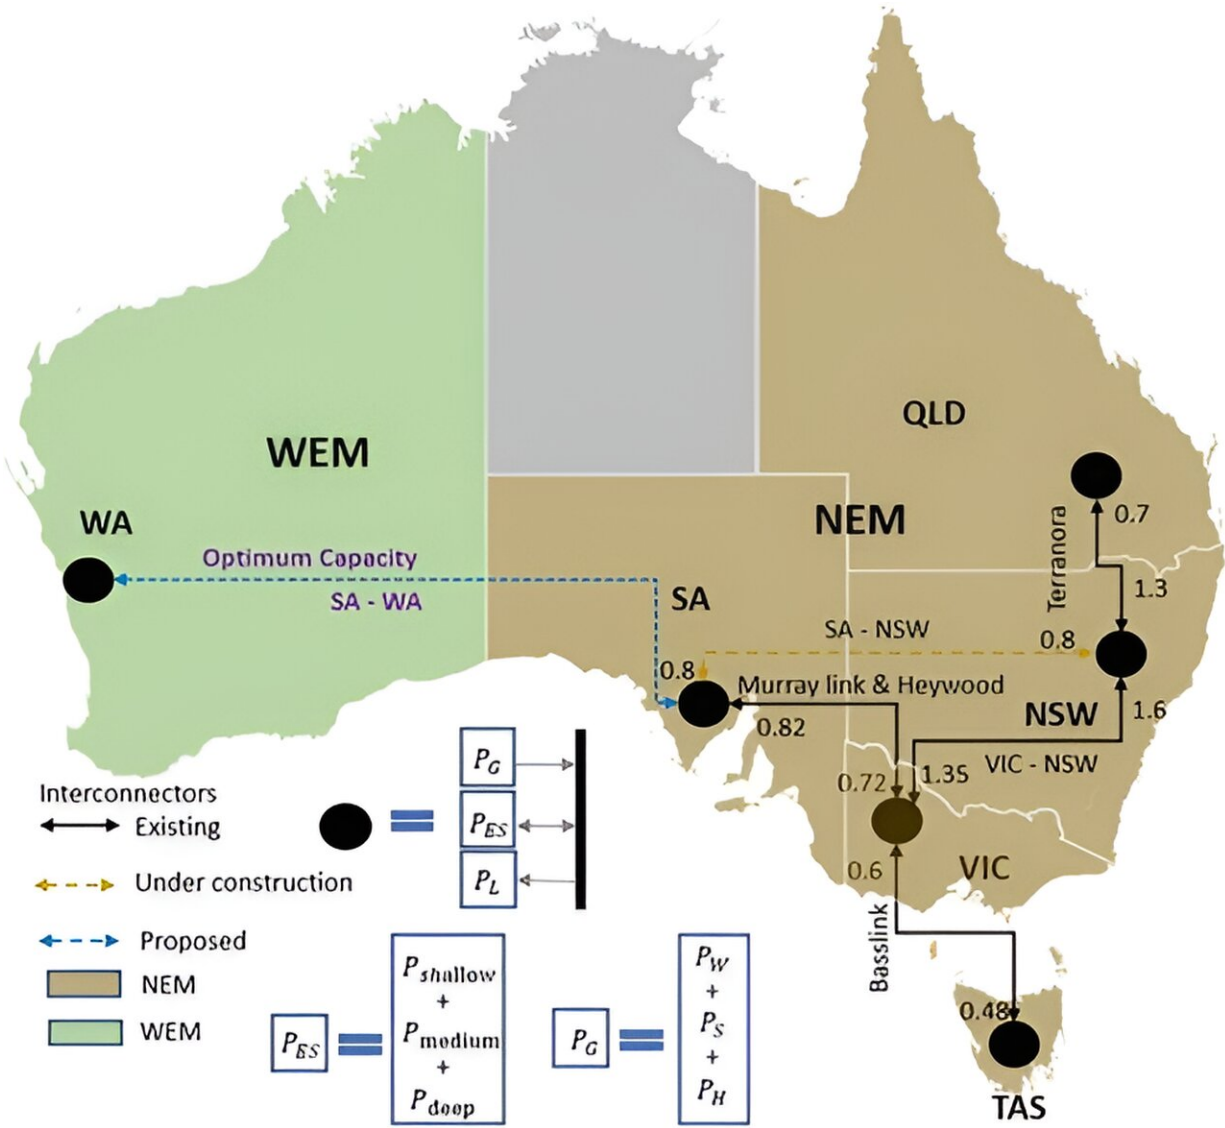 QLD
WEM
NEM
WA
0.7
Terranora
Optimum Capacity
SA - WA
SA
1.3
SA - NSW
0.8
0.8
Murray link & Heywood
NSW
1.6
0.82
VIC - NSW
0.72
1.35
Interconnectors
Existing
Under construction
Proposed
NEM
WEM
P_G
P_ES
P_L
0.6
VIC
Basslink
0.48
TAS
P_ES
P_shallow
+
P_medium
+
P_deep
P_G
P_W
+
P_S
+
P_H